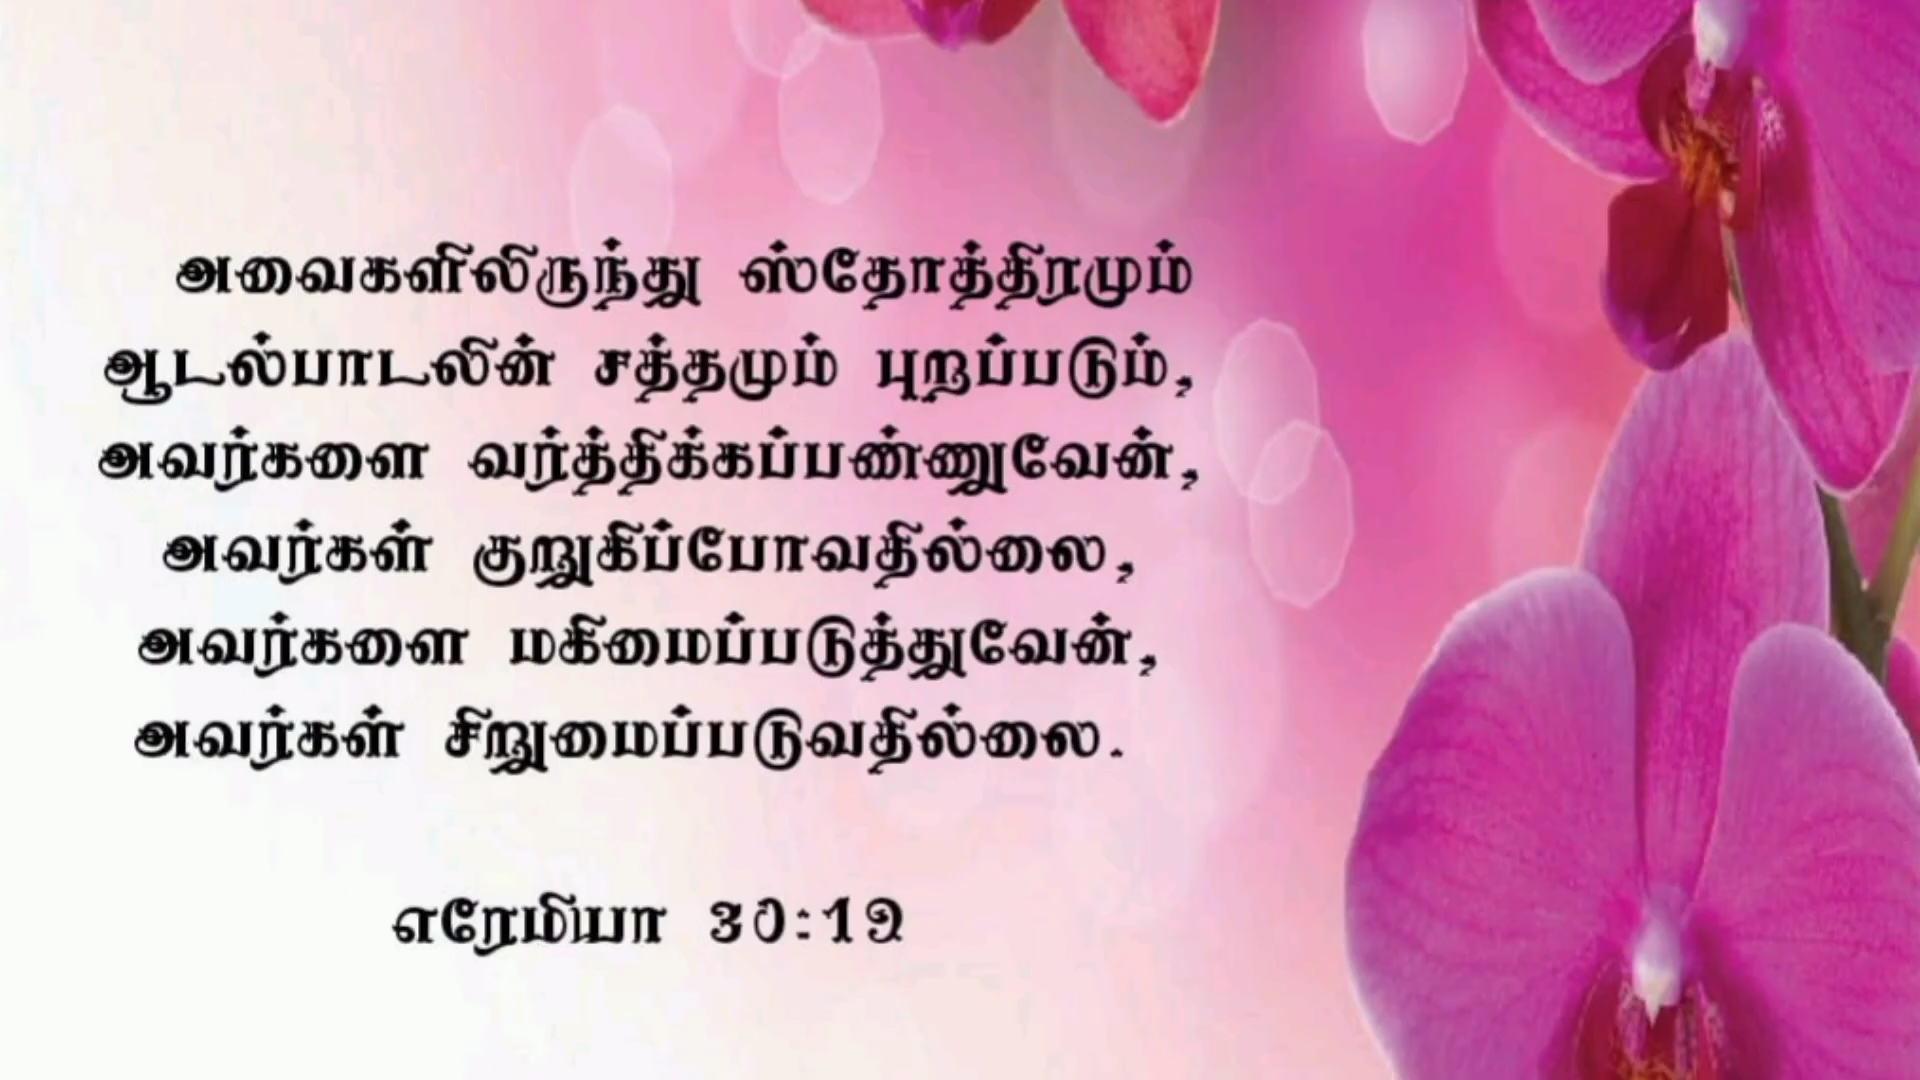 அவைகளிலிருந்து ஸ்தோத்திரமும்
ஆடல்பாடலின் சத்தமும் புறப்படும்,
அவர்களை வர்த்திக்கப்பண்ணுவேன்,
அவர்கள் குறுகிப்போவதில்லை,
அவர்களை மகிமைப்படுத்துவேன்,
அவர்கள் சிறுமைப்படுவதில்லை.
எரேமியா 30:19